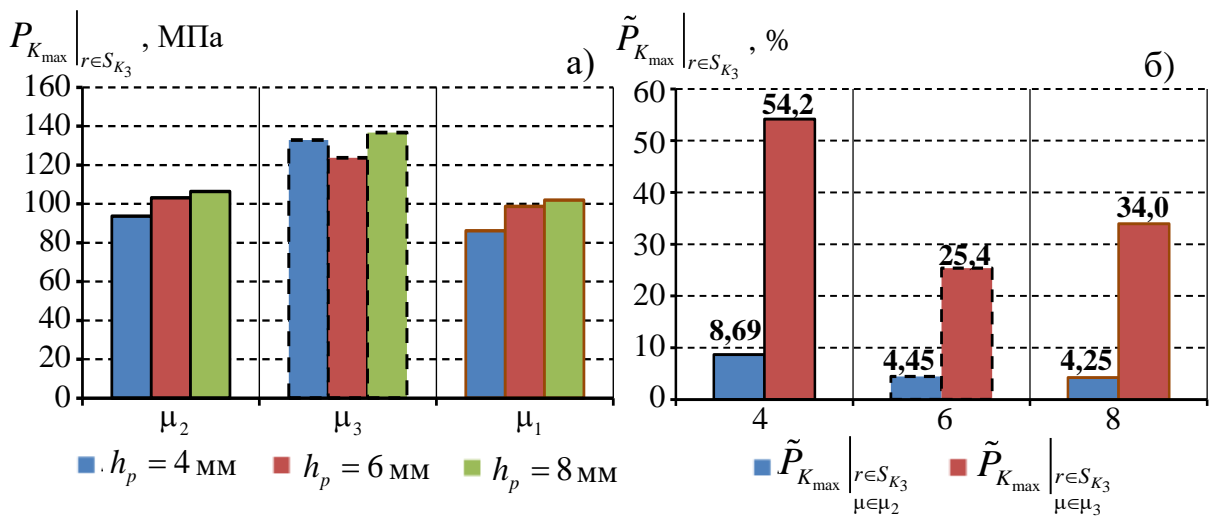 P_{K_max}|_{r∈S_{K_3}} , МПа
а)
160
140
120
100
80
60
40
20
0
μ₂ μ₃ μ₁
h_p = 4 мм h_p = 6 мм h_p = 8 мм
P̃_{K_max}|_{r∈S_{K_3}} , %
б)
60
50
40
30
20
10
0
54,2
34,0
25,4
8,69
4,45
4,25
4 6 8
P̃_{K_max}|_{r∈S_{K_3} μ∈μ₂} P̃_{K_max}|_{r∈S_{K_3} μ∈μ₃}